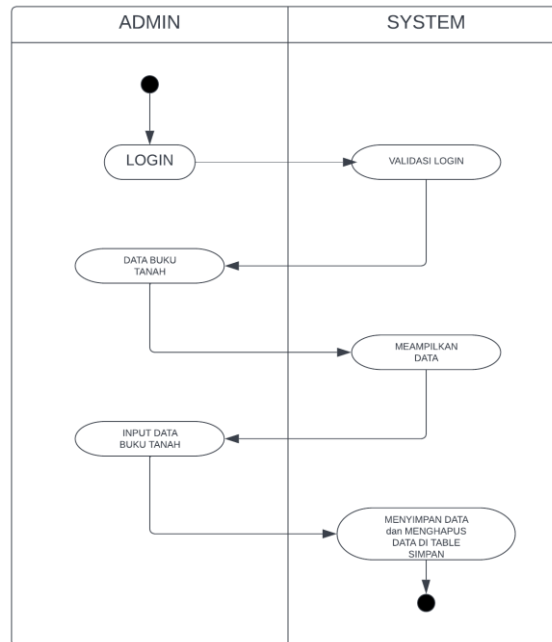 ADMIN
SYSTEM
LOGIN
VALIDASI LOGIN
DATA BUKU
TANAH
MEAMPILKAN
DATA
INPUT DATA
BUKU TANAH
MENYIMPAN DATA
dan MENGHAPUS
DATA DI TABLE
SIMPAN